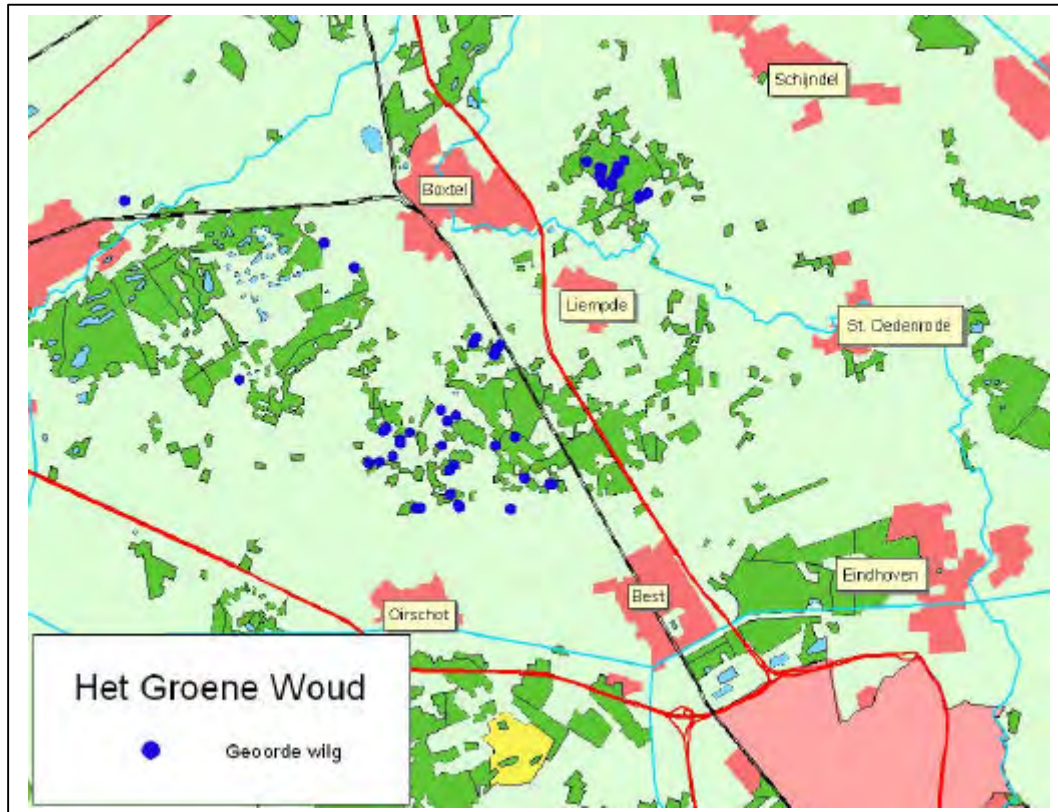 Schijndel
Boxtel
Liempde
St. Oedenrode
Eindhoven
Best
Oirschot
Het Groene Woud
Geoorde wilg